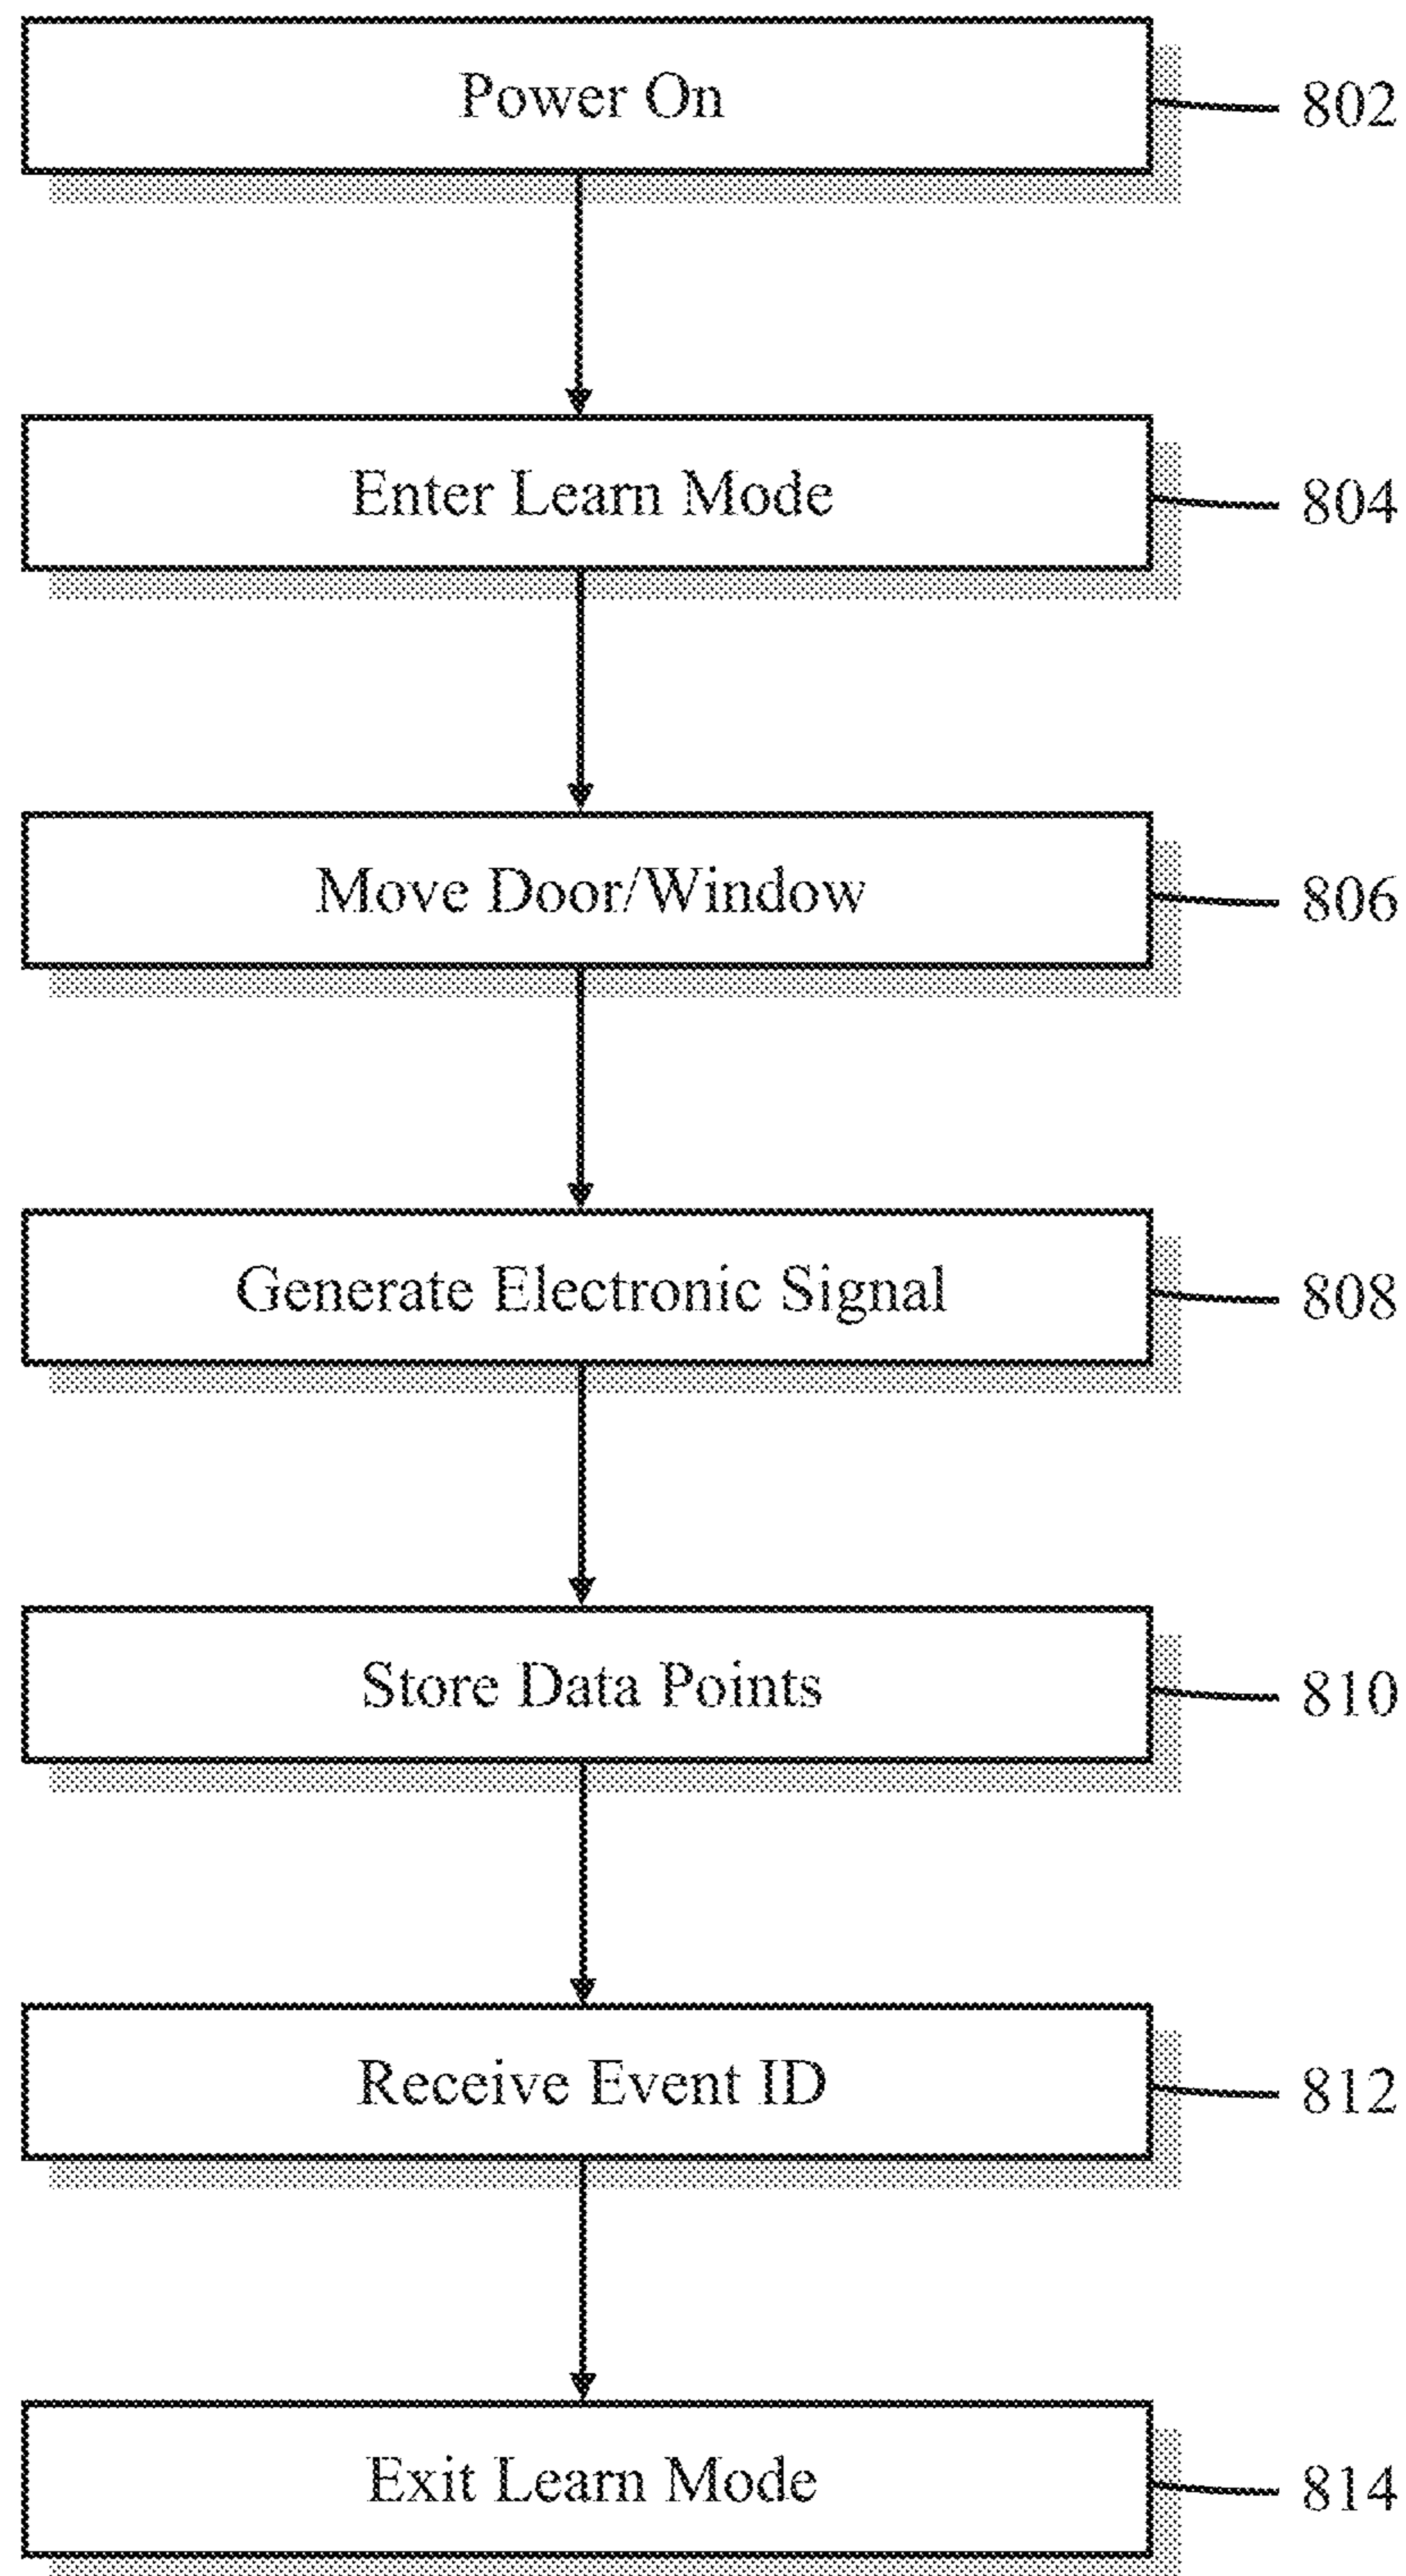 Power On
802
Enter Learn Mode
804
Move Door/Window
806
Generate Electronic Signal
808
Store Data Points
810
Receive Event ID
812
Exit Learn Mode
814